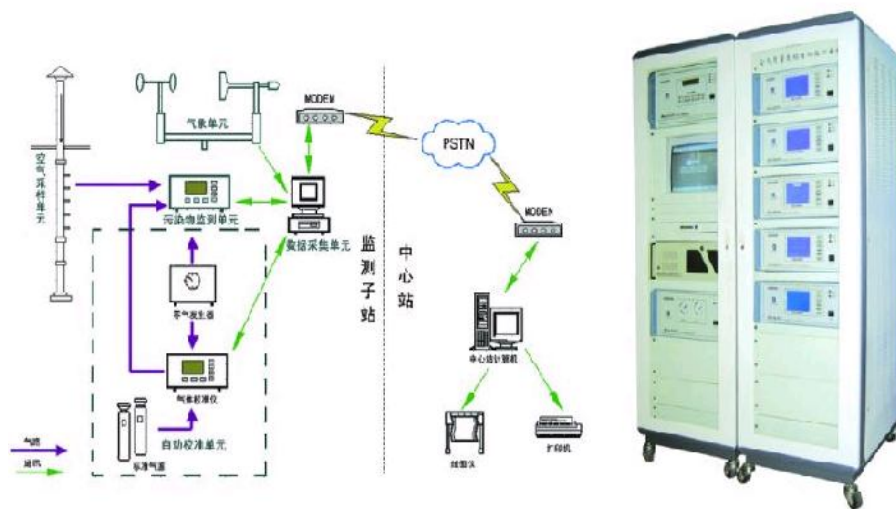 空气采样单元
气象单元
MODEM
PSTN
MODEM
污染物监测单元
数据采集单元
监测子站
中心站
零气发生器
气体校准仪
中心站计算机
标准气源
自动校准单元
绘图仪
打印机
气路